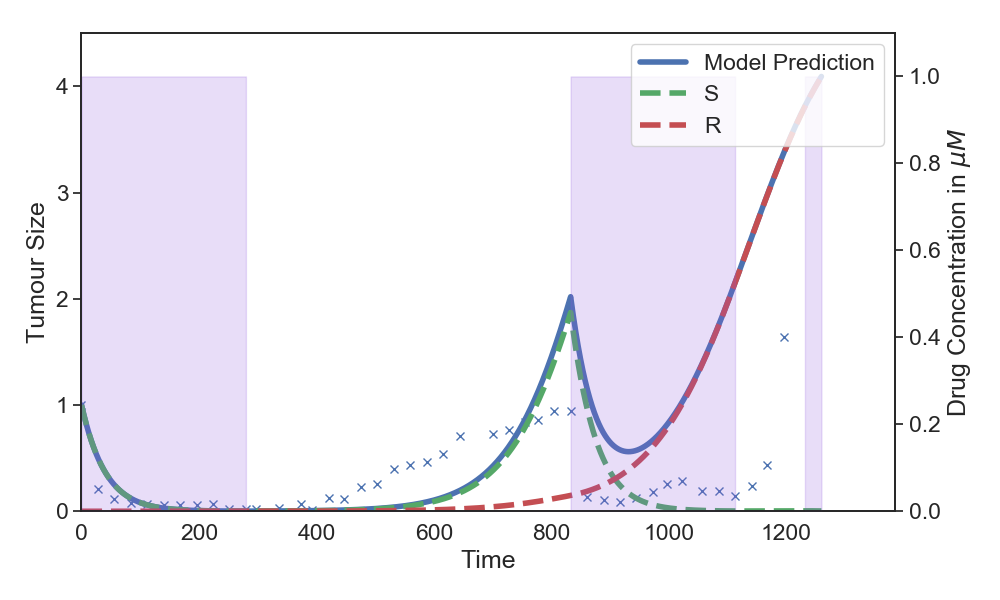 Model Prediction
S
R
4
3
2
1
0
Tumour Size
1.0
0.8
0.6
0.4
0.2
0.0
Drug Concentration in μM
0 200 400 600 800 1000 1200
Time